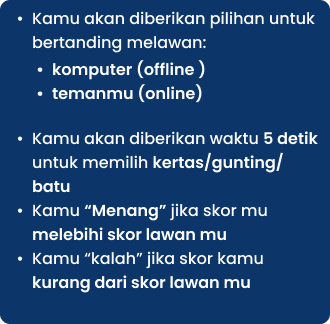 • Kamu akan diberikan pilihan untuk
bertanding melawan:
• komputer (offline )
• temanmu (online)
• Kamu akan diberikan waktu 5 detik
untuk memilih kertas/gunting/
batu
• Kamu “Menang” jika skor mu
melebihi skor lawan mu
• Kamu “kalah” jika skor kamu
kurang dari skor lawan mu